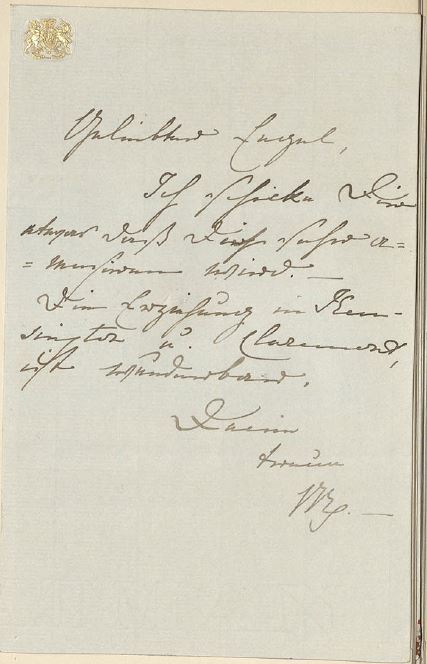 Geliebter Engel,
Ich schicke Dir
etwas daß Dich sehr a=
=musiren wird. —
Die Erziehung in Ken-
sington u. Claremont,
ist wunderbar.
Deine
treue
VR. —